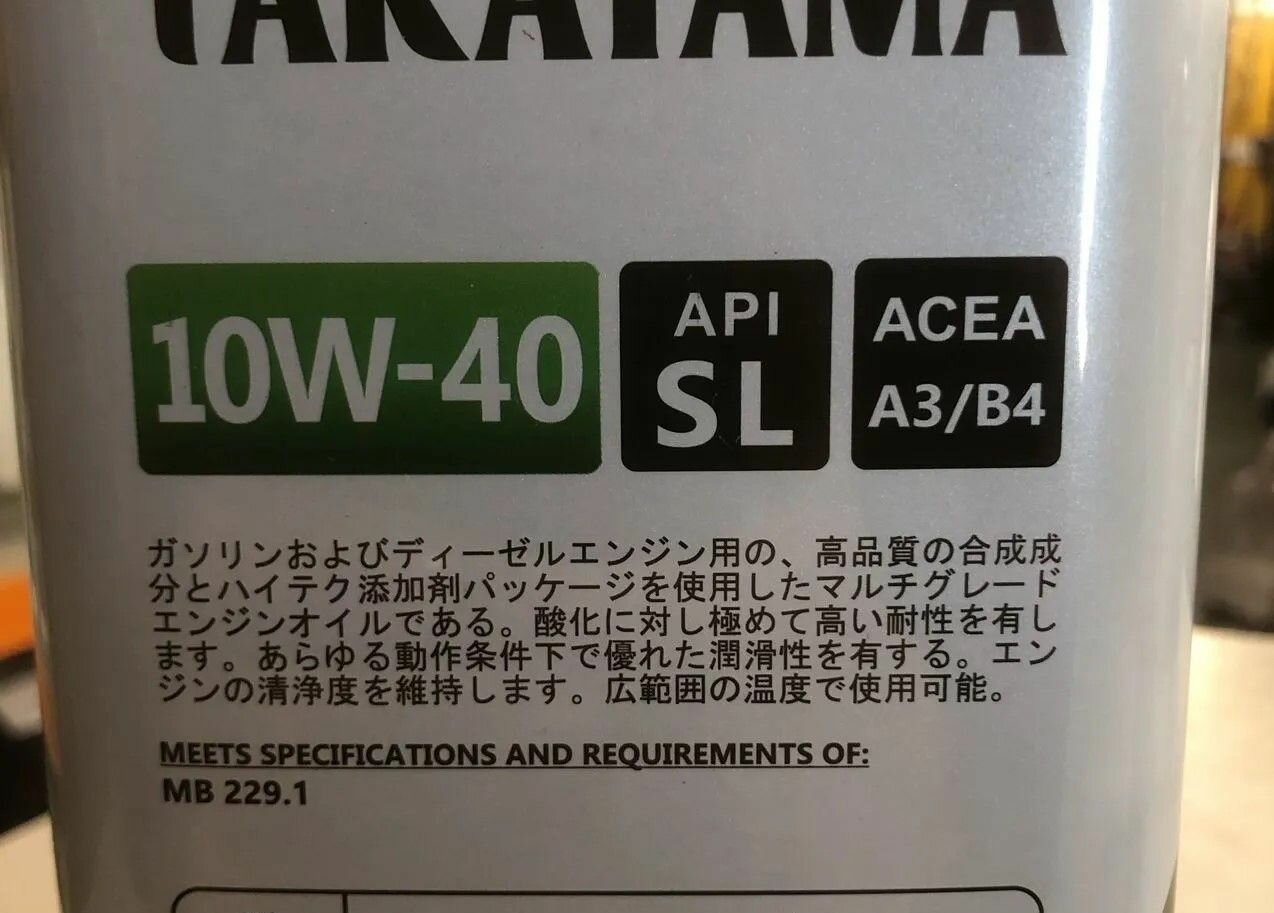 TAKAYAMA
10W-40
API
SL
ACEA
A3/B4
ガソリンおよびディーゼルエンジン用の、高品質の合成成
分とハイテク添加剤パッケージを使用したマルチグレード
エンジンオイルである。酸化に対し極めて高い耐性を有し
ます。あらゆる動作条件下で優れた潤滑性を有する。エン
ジンの清浄度を維持します。広範囲の温度で使用可能。
MEETS SPECIFICATIONS AND REQUIREMENTS OF:
MB 229.1